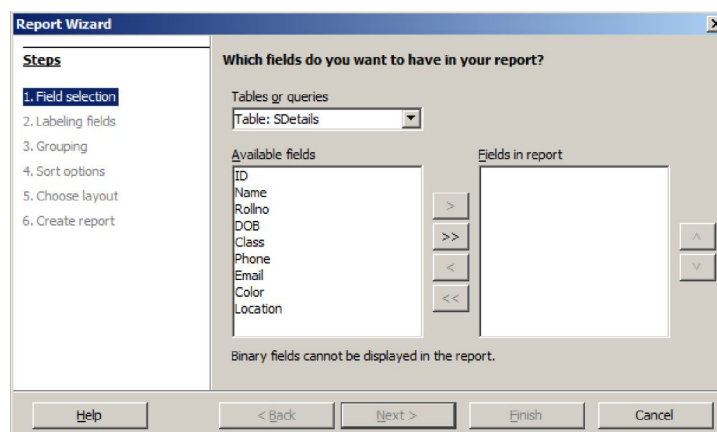 Report Wizard
Steps
1. Field selection
2. Labeling fields
3. Grouping
4. Sort options
5. Choose layout
6. Create report
Which fields do you want to have in your report?
Tables or queries
Table: SDetails
Available fields
ID
Name
Rollno
DOB
Class
Phone
Email
Color
Location
>
>>
<
<<
Fields in report
Binary fields cannot be displayed in the report.
Help
< Back
Next >
Finish
Cancel